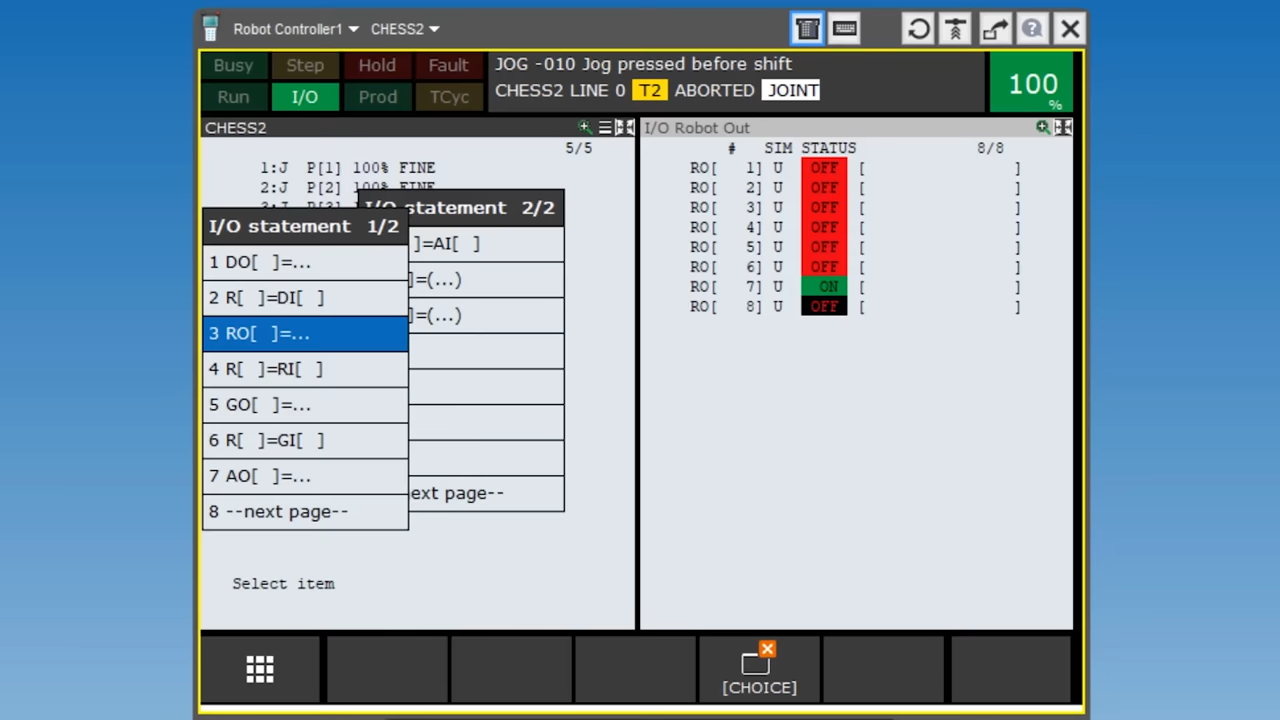 Robot Controller1 CHESS2
Busy Step Hold Fault
Run I/O Prod TCyc
JOG -010 Jog pressed before shift
CHESS2 LINE 0 T2 ABORTED JOINT
100
%
CHESS2
5/5
1:J P[1] 100% FINE
2:J P[2] 100% FINE
I/O statement 2/2
]=AI[ ]
]=(...)
]=(...)
ext page--
I/O statement 1/2
1 DO[ ]=...
2 R[ ]=DI[ ]
3 RO[ ]=...
4 R[ ]=RI[ ]
5 GO[ ]=...
6 R[ ]=GI[ ]
7 AO[ ]=...
8 --next page--
Select item
I/O Robot Out
# SIM STATUS 8/8
RO[ 1] U OFF [ ]
RO[ 2] U OFF [ ]
RO[ 3] U OFF [ ]
RO[ 4] U OFF [ ]
RO[ 5] U OFF [ ]
RO[ 6] U OFF [ ]
RO[ 7] U ON [ ]
RO[ 8] U OFF [ ]
[CHOICE]